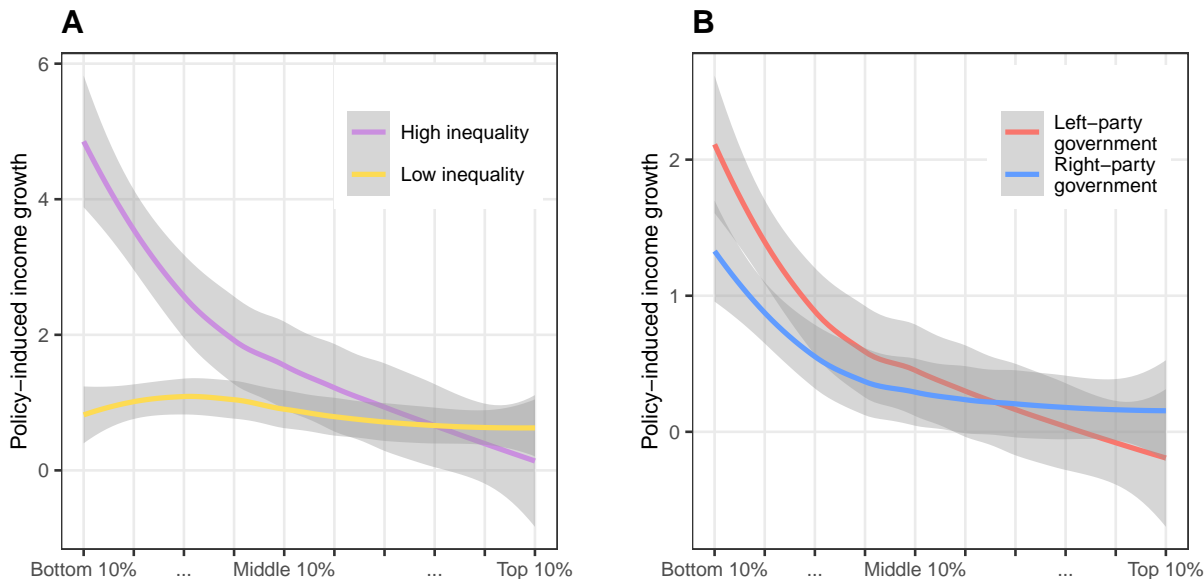 A
Policy−induced income growth
6
4
2
0
High inequality
Low inequality
Bottom 10%
...
Middle 10%
...
Top 10%
B
Policy−induced income growth
2
1
0
Left−party
government
Right−party
government
Bottom 10%
...
Middle 10%
...
Top 10%